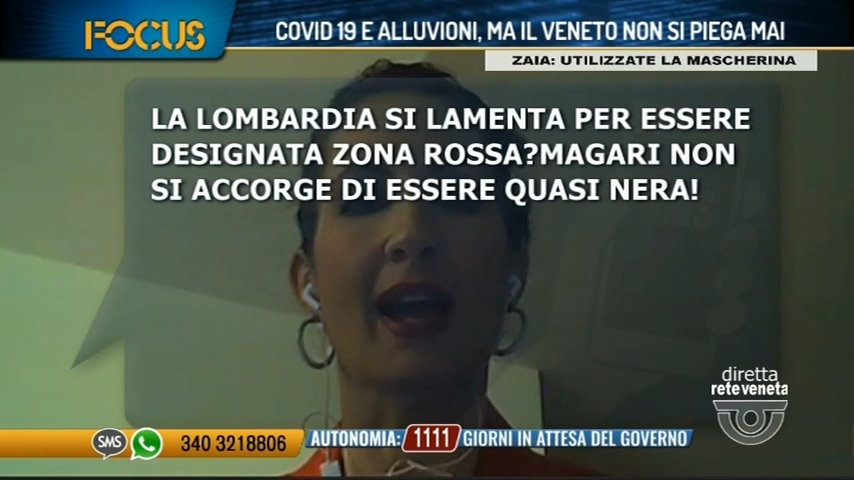 FOCUS
COVID 19 E ALLUVIONI, MA IL VENETO NON SI PIEGA MAI
ZAIA: UTILIZZATE LA MASCHERINA
LA LOMBARDIA SI LAMENTA PER ESSERE
DESIGNATA ZONA ROSSA?MAGARI NON
SI ACCORGE DI ESSERE QUASI NERA!
diretta
reteveneta
SMS 340 3218806 AUTONOMIA: 1111 GIORNI IN ATTESA DEL GOVERNO